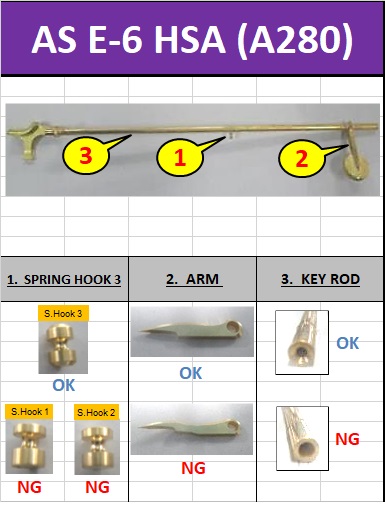 AS E-6 HSA (A280)
3 1 2
1. SPRING HOOK 3 2. ARM 3. KEY ROD
S.Hook 3
OK OK OK
S.Hook 1 S.Hook 2
NG NG NG NG